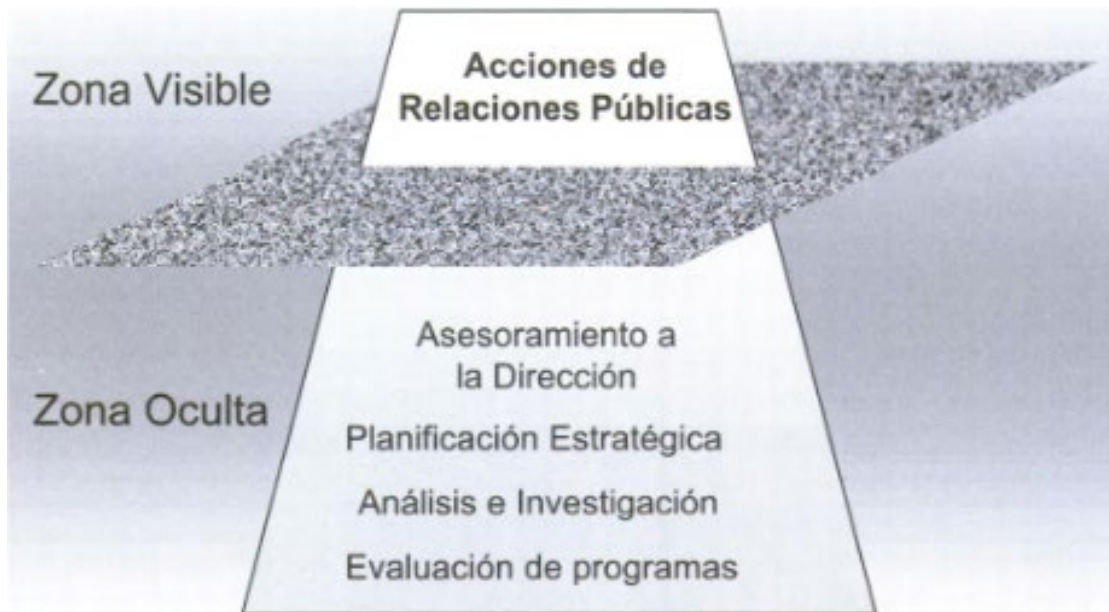 Zona Visible
Acciones de
Relaciones Públicas
Zona Oculta
Asesoramiento a
la Dirección
Planificación Estratégica
Análisis e Investigación
Evaluación de programas